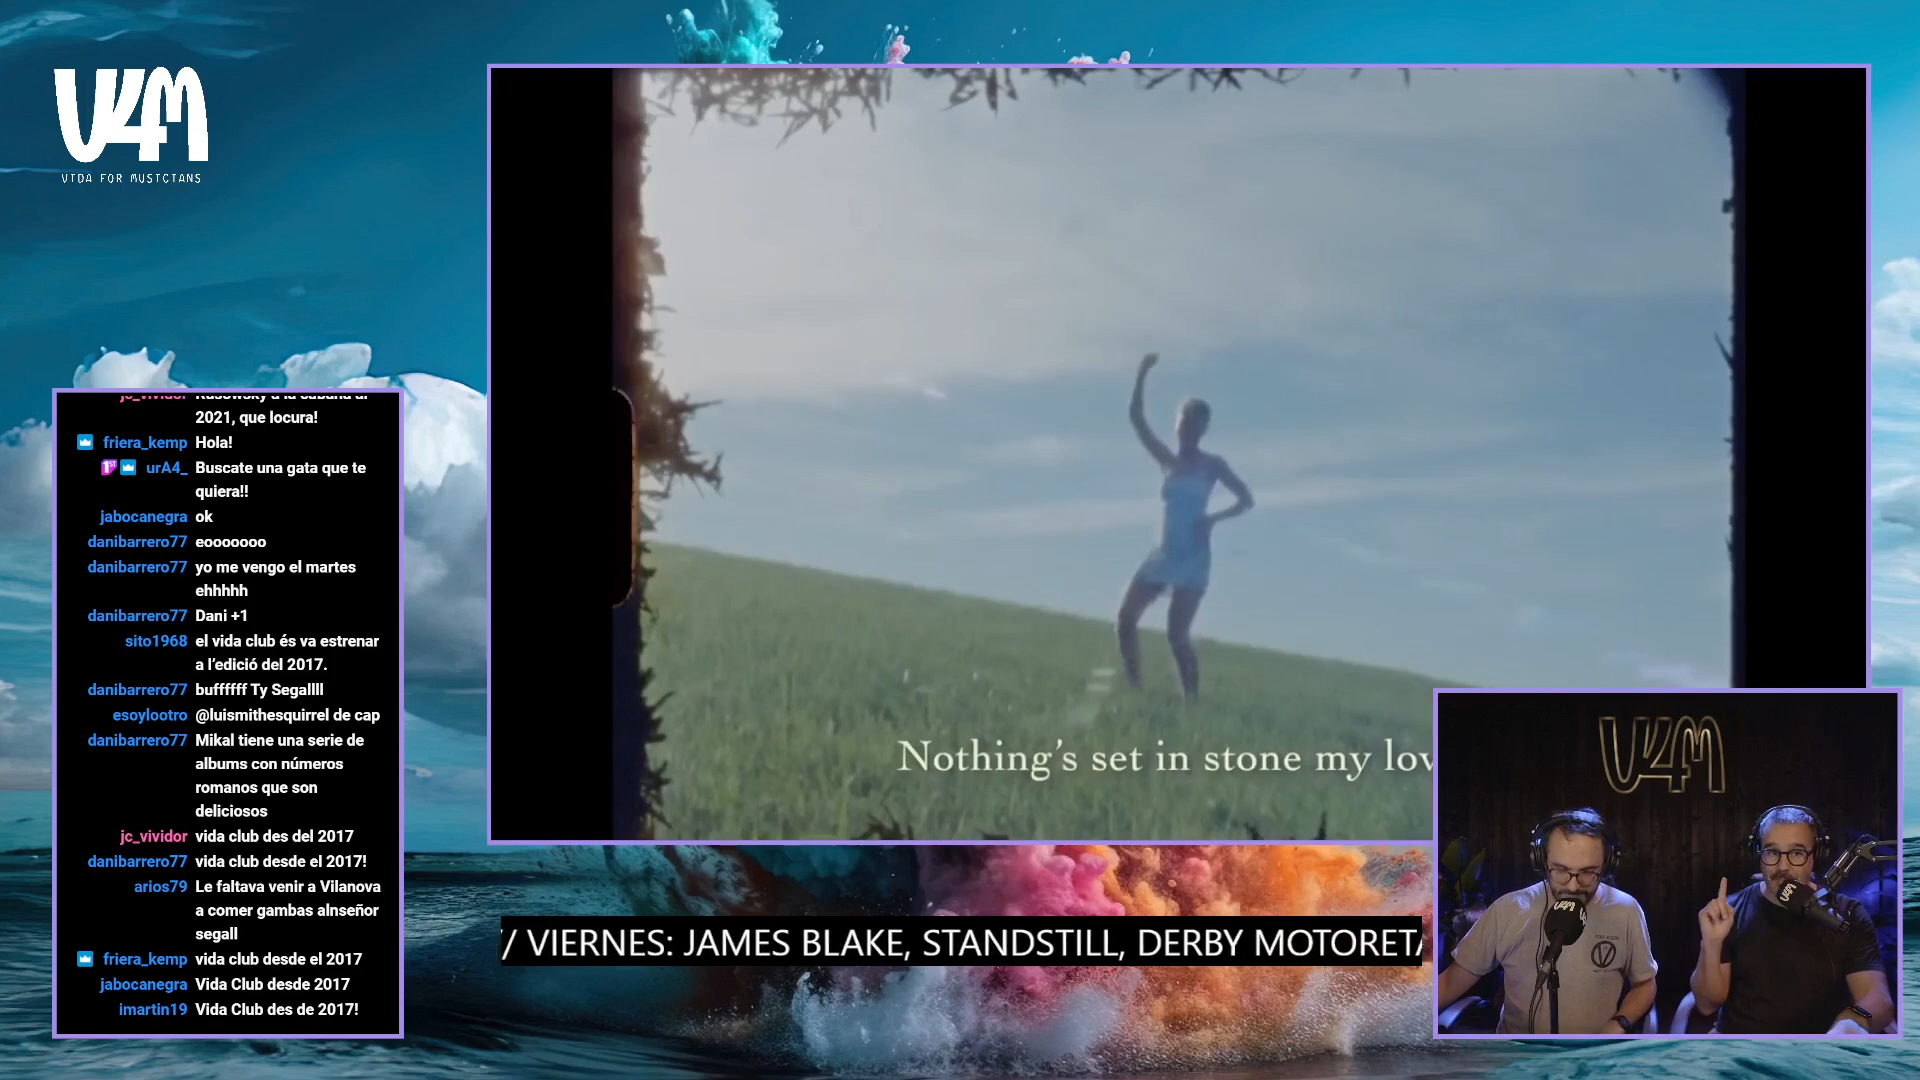 V4M
VIDA FOR MUSICIANS
2021, que locura!
friera_kemp Hola!
urA4_ Buscate una gata que te
quiera!!
jabocanegra ok
danibarrero77 eooooooo
danibarrero77 yo me vengo el martes
ehhhhh
danibarrero77 Dani +1
sito1968 el vida club és va estrenar
a l’edició del 2017.
danibarrero77 buffffff Ty Segallll
esoylootro @luismithesquirrel de cap
danibarrero77 Mikal tiene una serie de
albums con números
romanos que son
deliciosos
jc_vividor vida club des del 2017
danibarrero77 vida club desde el 2017!
arios79 Le faltava venir a Vilanova
a comer gambas alnseñor
segall
friera_kemp vida club desde el 2017
jabocanegra Vida Club desde 2017
imartin19 Vida Club des de 2017!
Nothing’s set in stone my lov
V4M
// VIERNES: JAMES BLAKE, STANDSTILL, DERBY MOTORETA